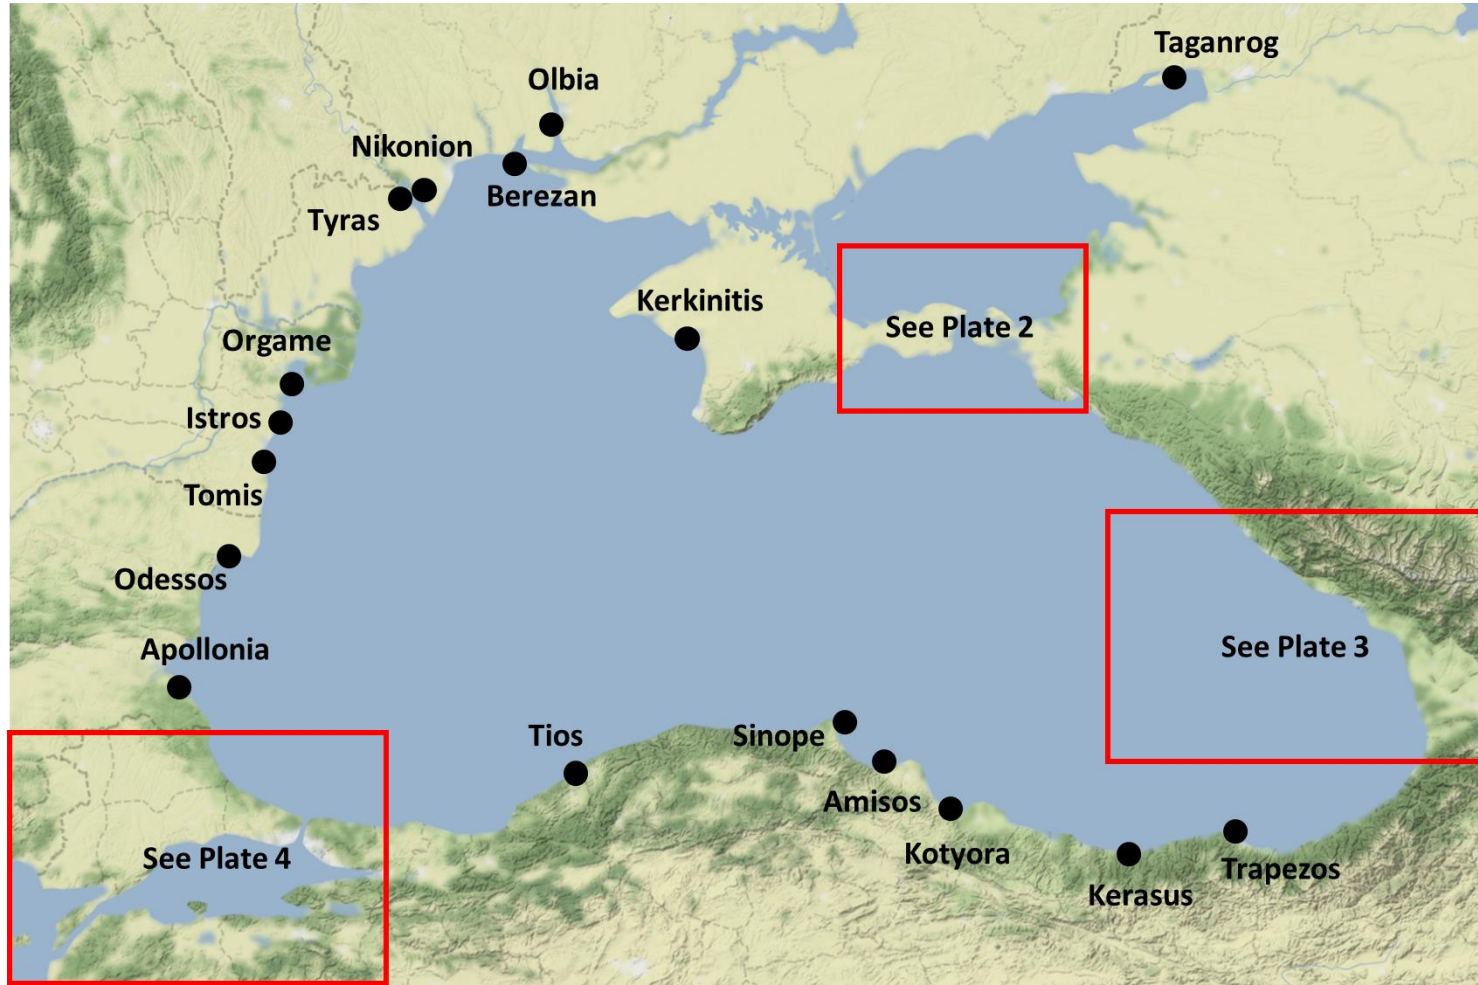 Taganrog
Olbia
Nikonion
Berezan
Tyras
Kerkinitis
See Plate 2
Orgame
Istros
Tomis
Odessos
Apollonia
See Plate 3
Tios
Sinope
Amisos
Kotyora
See Plate 4
Trapezos
Kerasus